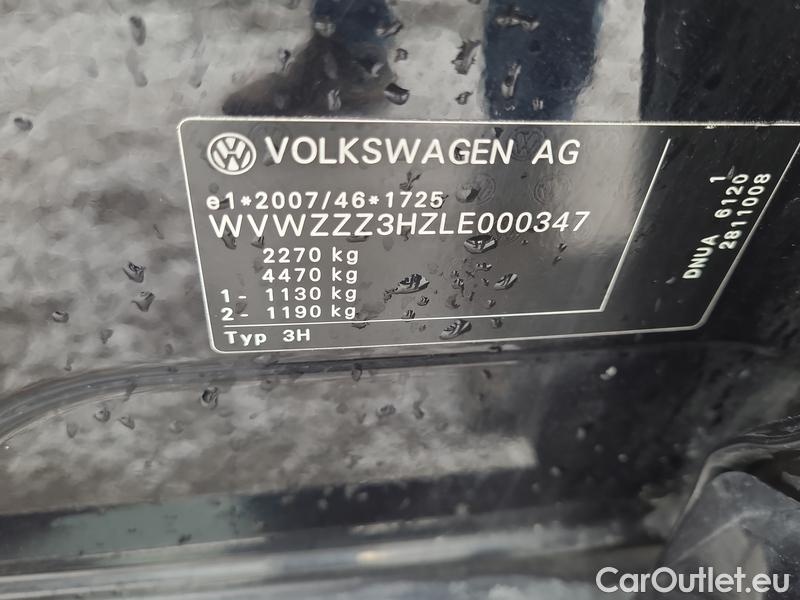 VOLKSWAGEN AG
e1*2007/46*1725
WVWZZZ3HZLE000347
2270 kg
4470 kg
1- 1130 kg
2- 1190 kg
Typ 3H
1
DNUA 6120
2811008
CarOutlet.eu